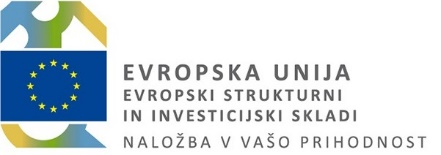 EVROPSKA UNIJA
EVROPSKI STRUKTURNI
IN INVESTICIJSKI SKLADI
NALOŽBA V VAŠO PRIHODNOST